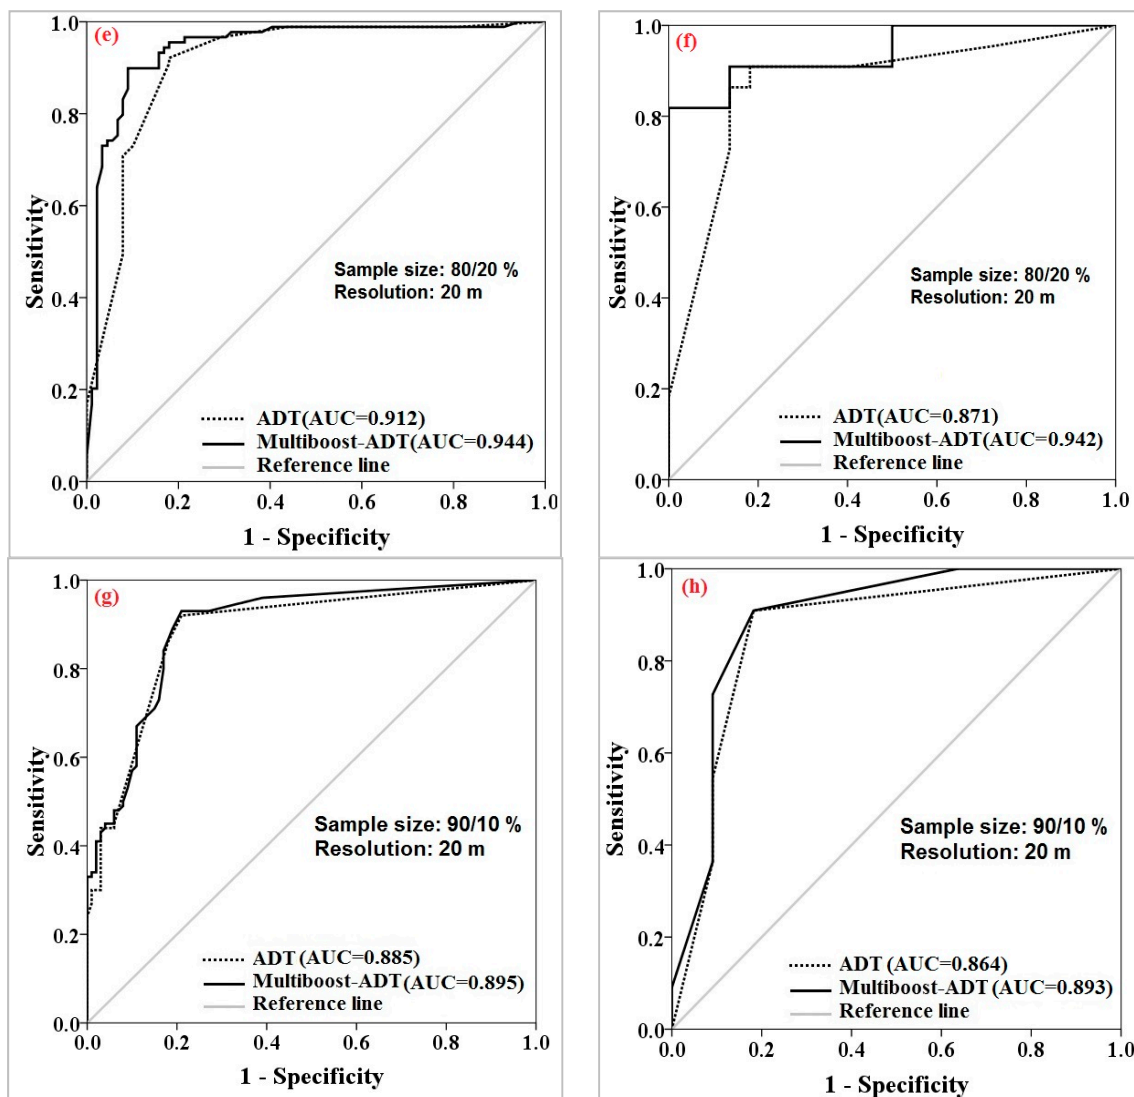 (e)
1.0
0.8
0.6
0.4
0.2
0.0
Sensitivity
Sample size: 80/20 %
Resolution: 20 m
ADT(AUC=0.912)
Multiboost-ADT(AUC=0.944)
Reference line
0.0 0.2 0.4 0.6 0.8 1.0
1 - Specificity
(f)
1.0
0.8
0.6
0.4
0.2
0.0
Sensitivity
Sample size: 80/20 %
Resolution: 20 m
ADT(AUC=0.871)
Multiboost-ADT(AUC=0.942)
Reference line
0.0 0.2 0.4 0.6 0.8 1.0
1 - Specificity
(g)
1.0
0.8
0.6
0.4
0.2
0.0
Sensitivity
Sample size: 90/10 %
Resolution: 20 m
ADT (AUC=0.885)
Multiboost-ADT(AUC=0.895)
Reference line
0.0 0.2 0.4 0.6 0.8 1.0
1 - Specificity
(h)
1.0
0.8
0.6
0.4
0.2
0.0
Sensitivity
Sample size: 90/10 %
Resolution: 20 m
ADT (AUC=0.864)
Multiboost-ADT(AUC=0.893)
Reference line
0.0 0.2 0.4 0.6 0.8 1.0
1 - Specificity